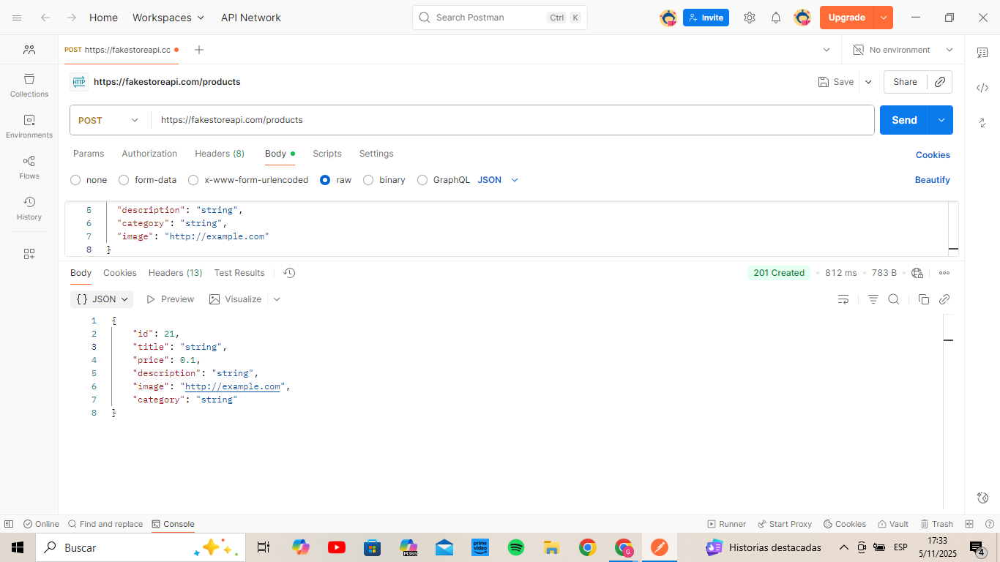 Home Workspaces API Network Search Postman Ctrl K Invite Upgrade
POST https://fakestoreapi.cc No environment
HTTP https://fakestoreapi.com/products Save Share
Collections
POST https://fakestoreapi.com/products Send
Environments
Params Authorization Headers (8) Body Scripts Settings Cookies
Flows
none form-data x-www-form-urlencoded raw binary GraphQL JSON Beautify
History
5 "description": "string",
6 "category": "string",
7 "image": "http://example.com"
8 }
Body Cookies Headers (13) Test Results 201 Created 812 ms 783 B
{} JSON Preview Visualize
1 {
2 "id": 21,
3 "title": "string",
4 "price": 0.1,
5 "description": "string",
6 "image": "http://example.com",
7 "category": "string"
8 }
Online Find and replace Console Runner Start Proxy Cookies Vault Trash
Buscar M365 prime video G Historias destacadas ESP 17:33
5/11/2025 4